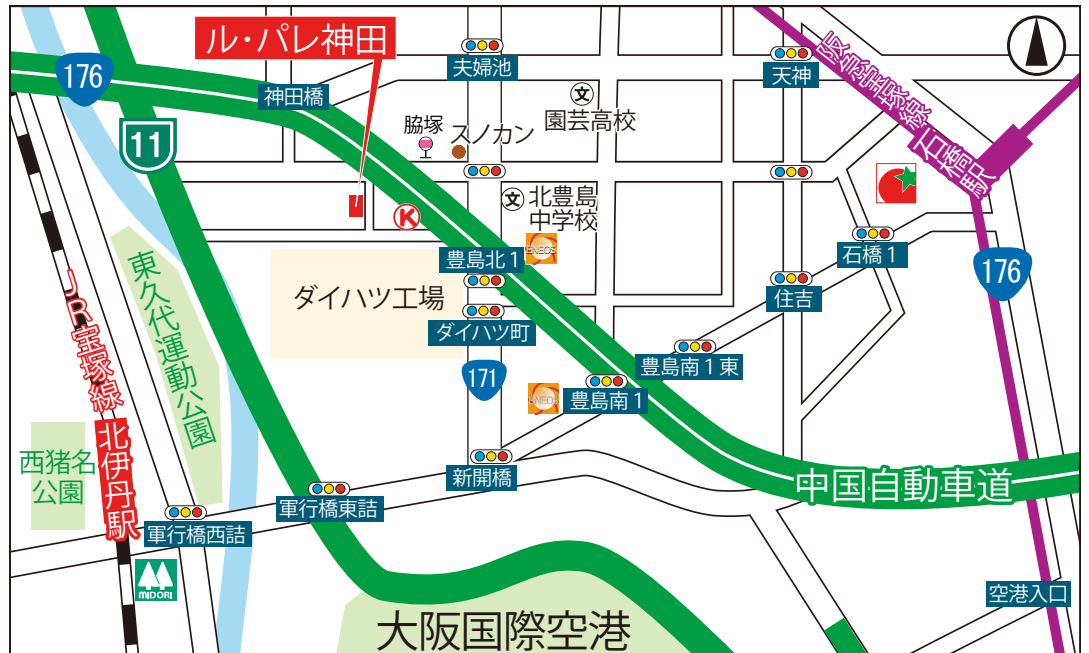 ル・パレ神田
夫婦池
天神
176
神田橋
文
園芸高校
阪急宝塚線
石橋駅
11
脇塚
スノカン
文
北豊島
中学校
K
豊島北1
ENEOS
石橋1
176
東久代運動公園
ダイハツ工場
住吉
ダイハツ町
JR宝塚線
北伊丹駅
豊島南1東
171
ENEOS
豊島南1
西猪名
公園
新開橋
中国自動車道
軍行橋東詰
軍行橋西詰
MIDORI
空港入口
大阪国際空港